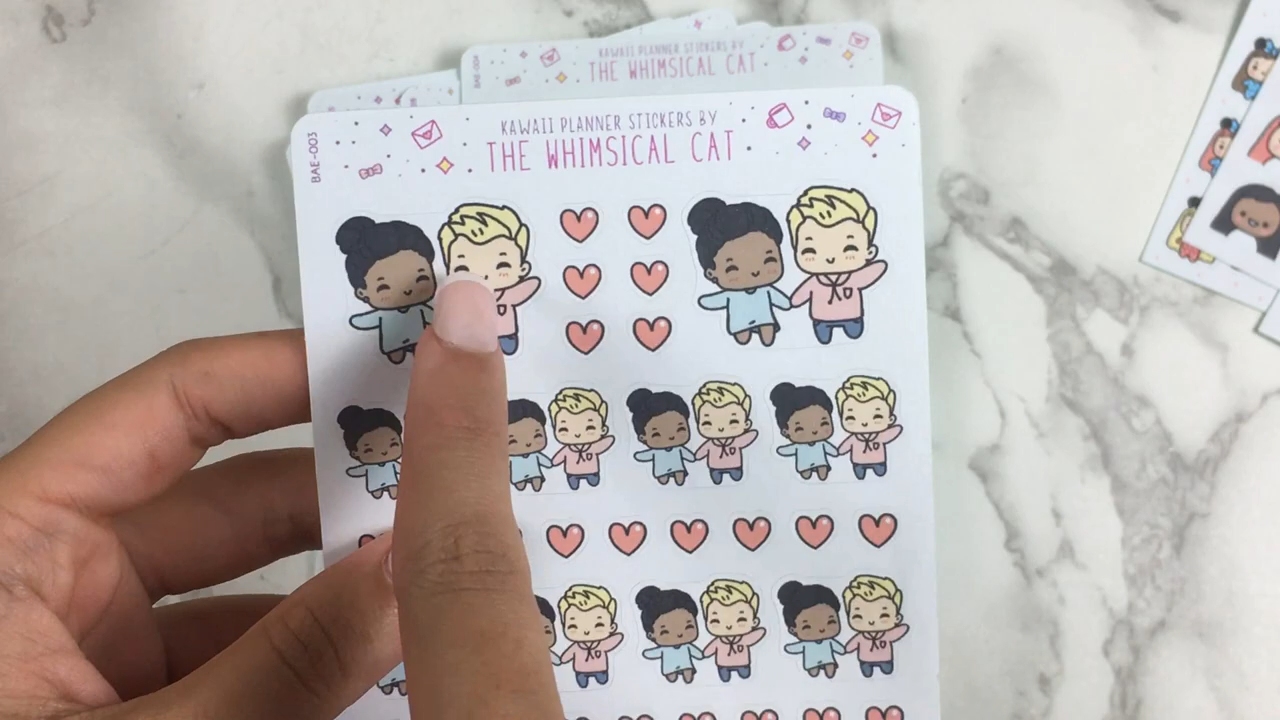 KAWAII PLANNER STICKERS BY
THE WHIMSICAL CAT
BAE-003
KAWAII PLANNER STICKERS BY
THE WHIMSICAL CAT